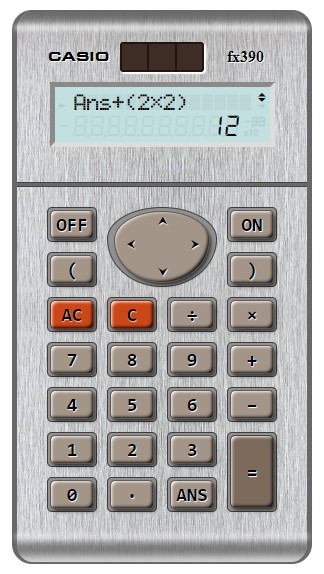 CASIO fx390
Ans+(2×2)
12
OFF ON
( )
AC C ÷ ×
7 8 9 +
4 5 6 −
1 2 3
0 . ANS =